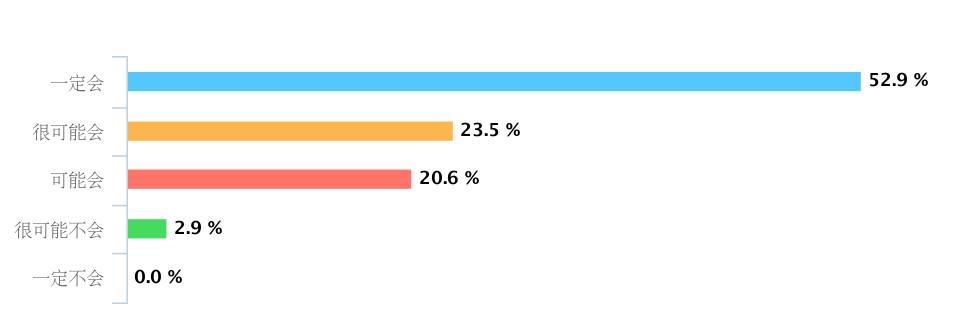 一定会 52.9 %
很可能会 23.5 %
可能会 20.6 %
很可能不会 2.9 %
一定不会 0.0 %